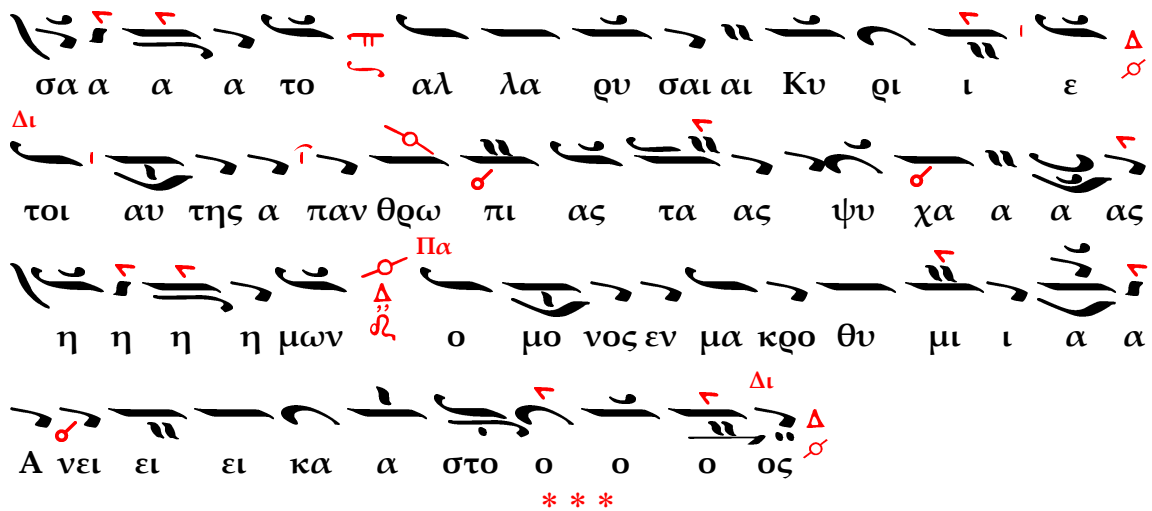 σα α α α το αλ λα ρυ σαι αι Κυ ρι ι ε Δ
Δι
τοι αυ της α παν θρω πι ας τα ας ψυ χα α α ας
Πα
Δ
η η η η μων ο μο νος εν μα κρο θυ μι ι α α
Δι
Δ
Α νει ει ει κα α στο ο ο ο ος
* * *